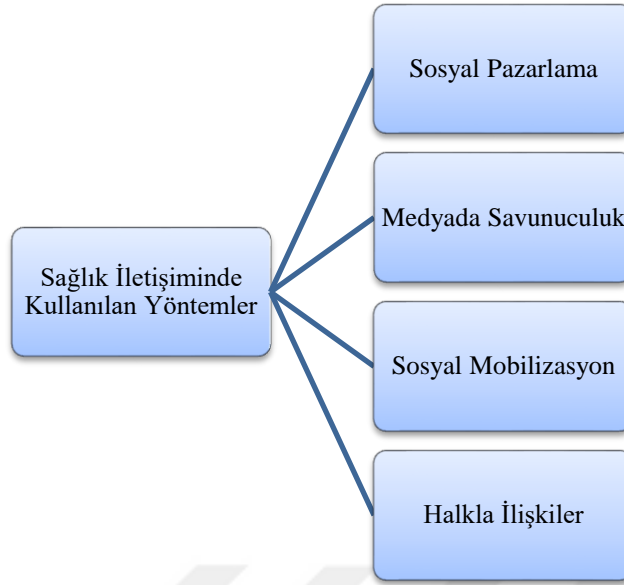 Sosyal Pazarlama
Medyada Savunuculuk
Sağlık İletişiminde
Kullanılan Yöntemler
Sosyal Mobilizasyon
Halkla İlişkiler